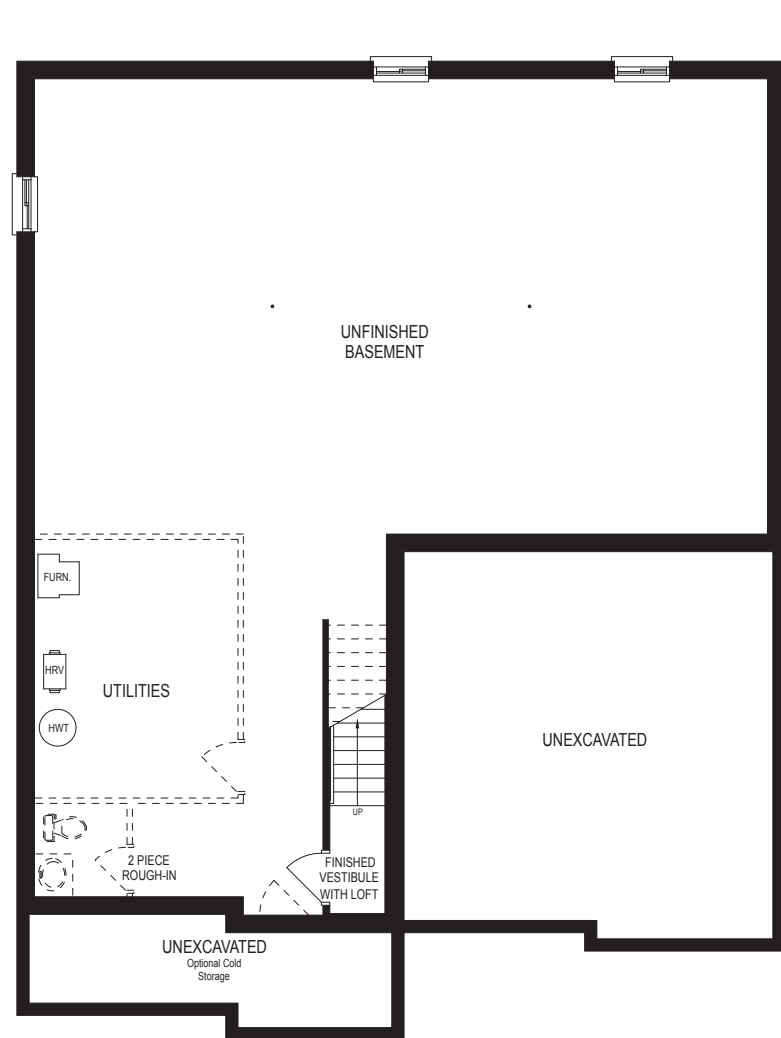 UNFINISHED
BASEMENT
FURN.
HRV
UTILITIES
HWT
UNEXCAVATED
UP
2 PIECE
ROUGH-IN
FINISHED
VESTIBULE
WITH LOFT
UNEXCAVATED
Optional Cold
Storage